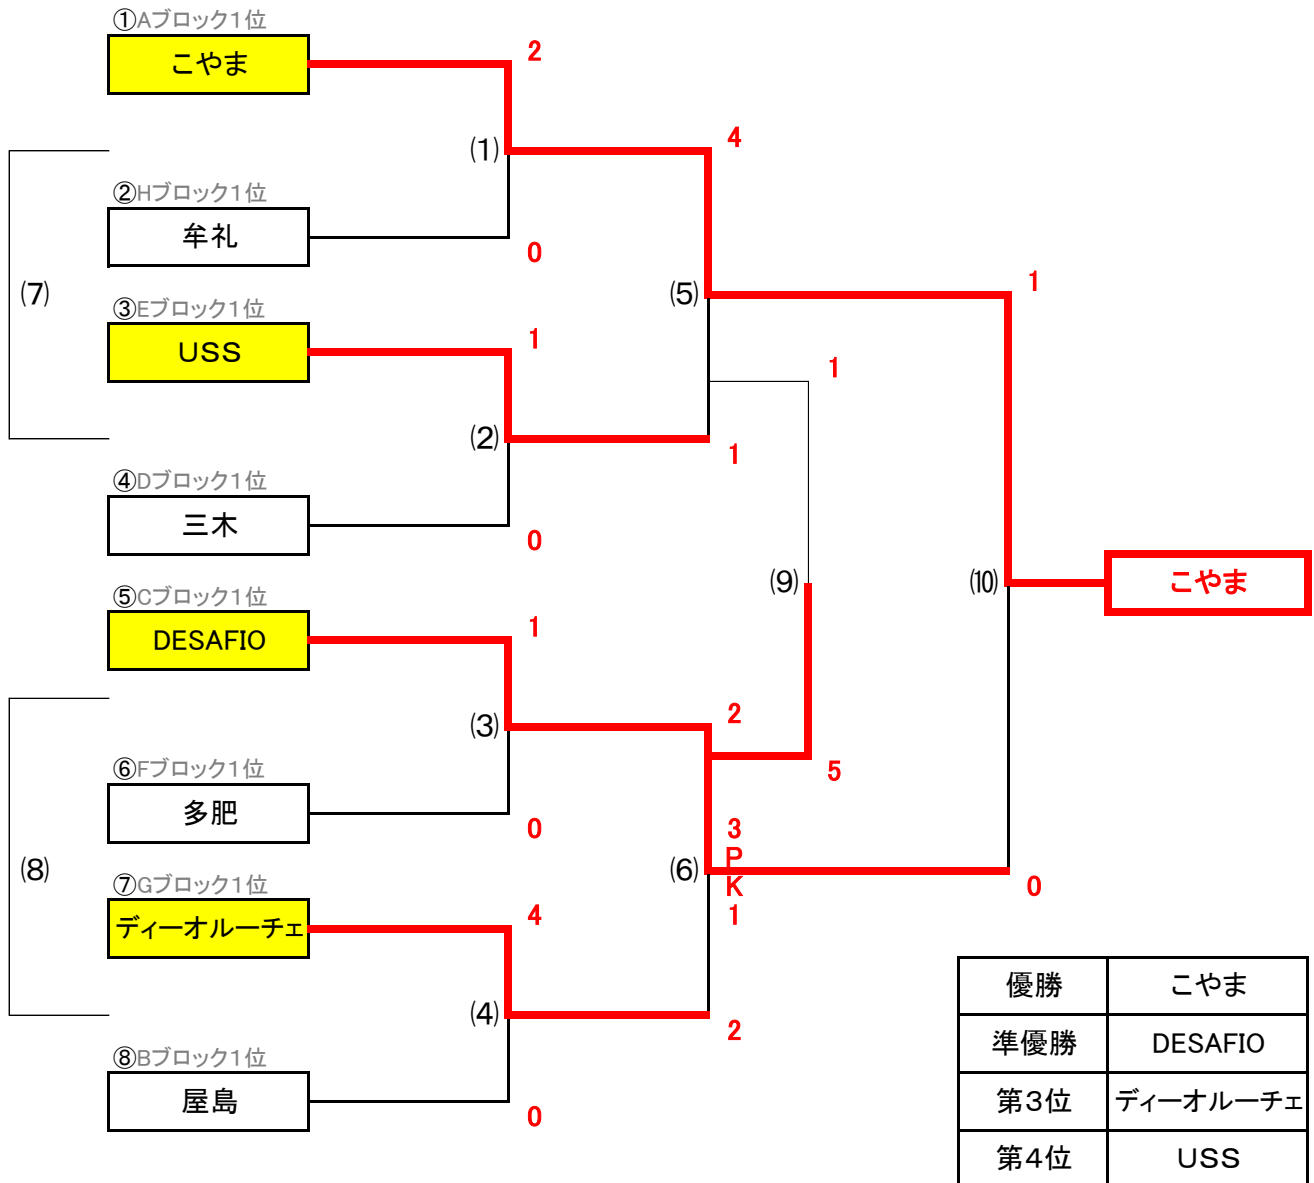 ①Aブロック1位
こやま
2
(1)
4
②Hブロック1位
牟礼
0
(7)
(5)
1
③Eブロック1位
USS
1
1
(2)
1
④Dブロック1位
三木
0
(9)
(10)
こやま
⑤Cブロック1位
DESAFIO
1
(3)
2
5
⑥Fブロック1位
多肥
0
3
PK
1
(8)
(6)
0
⑦Gブロック1位
ディーオルーチェ
4
(4)
2
⑧Bブロック1位
屋島
0
優勝 こやま
準優勝 DESAFIO
第3位 ディーオルーチェ
第4位 USS